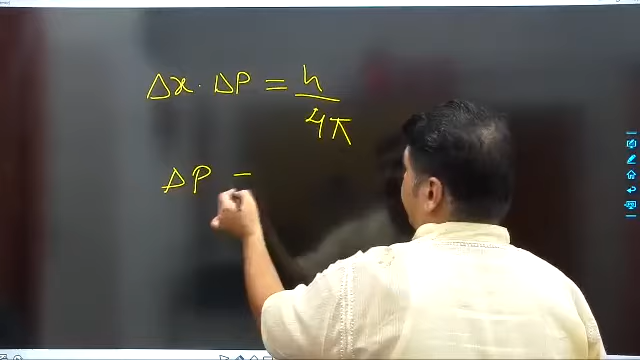 Δx · ΔP = h
4π
ΔP =